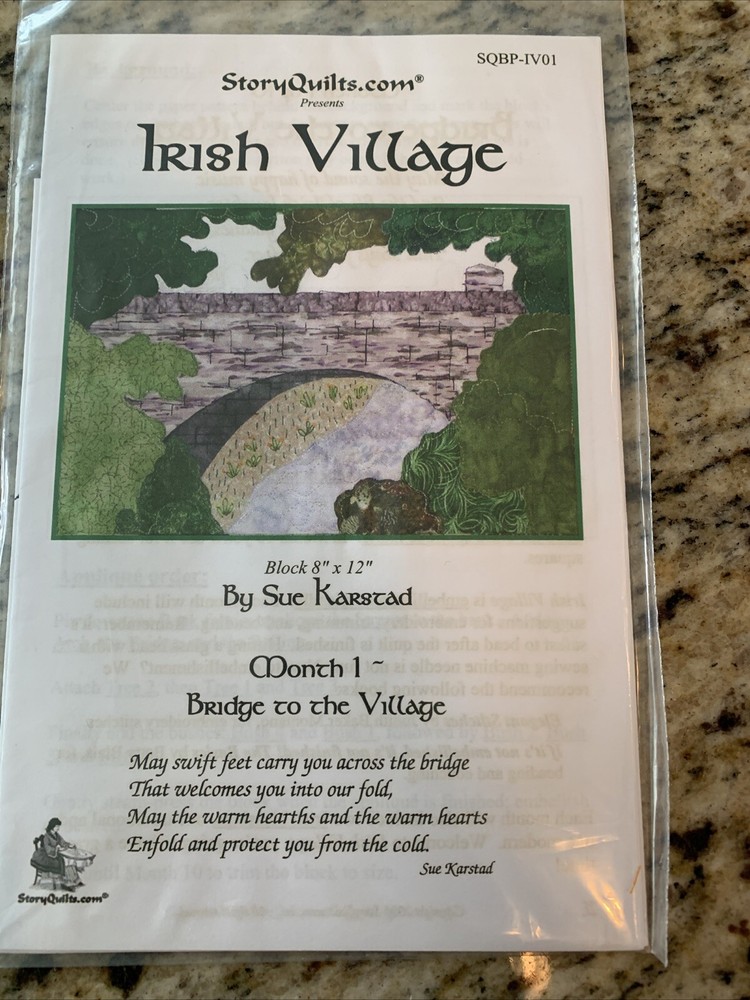 SQBP-IV01
StoryQuilts.com®
Presents
Irish Village
Block 8" x 12"
By Sue Karstad
Month 1 ~
Bridge to the Village
May swift feet carry you across the bridge
That welcomes you into our fold,
May the warm hearths and the warm hearts
Enfold and protect you from the cold.
Sue Karstad
StoryQuilts.com®